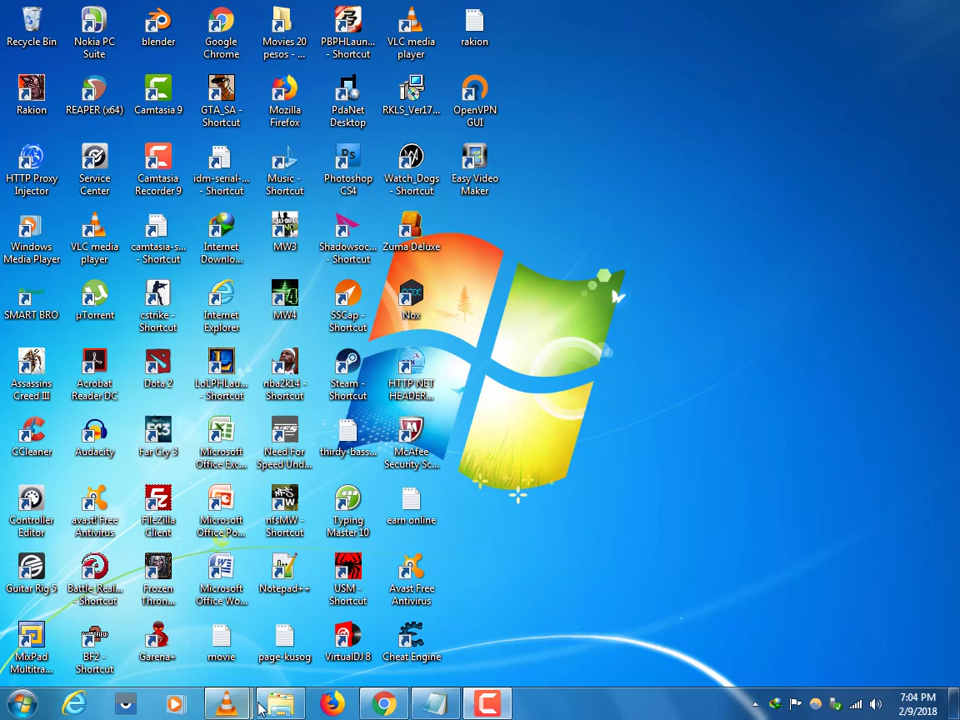 Recycle Bin
Nokia PC
Suite
blender
Google
Chrome
Movies 20
pesos - ...
PBPHLaun...
- Shortcut
VLC media
player
rakion
Rakion
REAPER (x64)
Camtasia 9
GTA_SA -
Shortcut
Mozilla
Firefox
PdaNet
Desktop
RKLS_Ver17...
OpenVPN
GUI
HTTP Proxy
Injector
Service
Center
Camtasia
Recorder 9
idm-serial-...
- Shortcut
Music -
Shortcut
Photoshop
CS4
Watch_Dogs
- Shortcut
Easy Video
Maker
Windows
Media Player
VLC media
player
camtasia-s...
- Shortcut
Internet
Downlo...
MW3
Shadowsoc...
- Shortcut
Zuma Deluxe
SMART BRO
µTorrent
cstrike -
Shortcut
Internet
Explorer
MW4
SSCap -
Shortcut
Nox
Assassins
Creed III
Acrobat
Reader DC
Dota 2
LoLPHLau...
- Shortcut
nba2k14 -
Shortcut
Steam -
Shortcut
HTTP NET
HEADER...
CCleaner
Audacity
Far Cry 3
Microsoft
Office Exc...
Need For
Speed Und...
thirdy-bass...
McAfee
Security Sc...
Controller
Editor
avast! Free
Antivirus
FileZilla
Client
Microsoft
Office Po...
nfsMW -
Shortcut
Typing
Master 10
earn online
Guitar Rig 5
Battle_Real...
- Shortcut
Frozen
Thron...
Microsoft
Office Wo...
Notepad++
USM -
Shortcut
Avast Free
Antivirus
MixPad
Multitra...
BF2 -
Shortcut
Garena+
movie
page-kusog
VirtualDJ 8
Cheat Engine
7:04 PM
2/9/2018